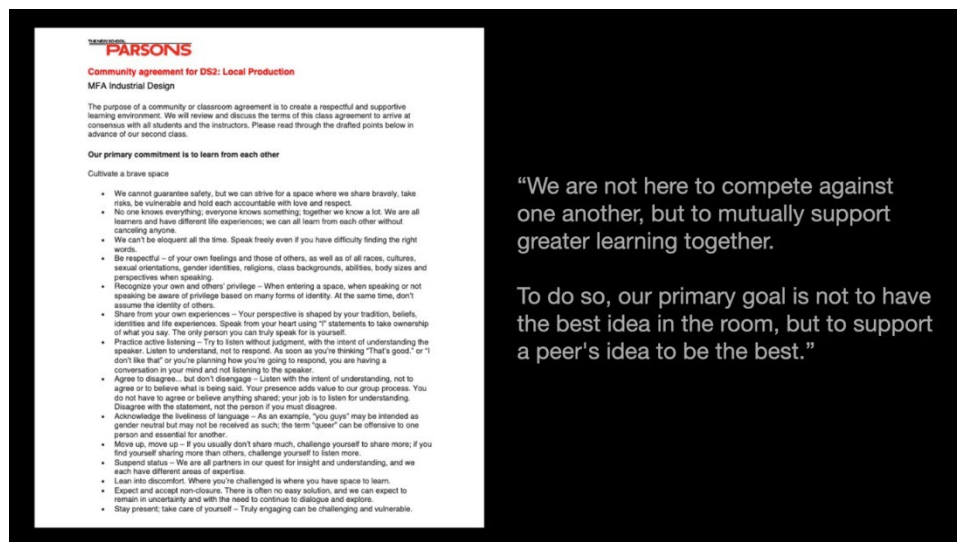 THE NEW SCHOOL
PARSONS
Community agreement for DS2: Local Production
MFA Industrial Design
The purpose of a community or classroom agreement is to create a respectful and supportive
learning environment. We will review and discuss the terms of this class agreement to arrive at
consensus with all students and the instructors. Please read through the drafted points below in
advance of our second class.
Our primary commitment is to learn from each other
Cultivate a brave space
• We cannot guarantee safety, but we can strive for a space where we share bravely, take
risks, be vulnerable and hold each accountable with love and respect.
• No one knows everything; everyone knows something; together we know a lot. We are all
learners and have different life experiences; we can all learn from each other without
canceling anyone.
• We can't be eloquent all the time. Speak freely even if you have difficulty finding the right
words.
• Be respectful – of your own feelings and those of others, as well as of all races, cultures,
sexual orientations, gender identities, religions, class backgrounds, abilities, body sizes and
perspectives when speaking.
• Recognize your own and others' privilege – When entering a space, when speaking or not
speaking be aware of privilege based on many forms of identity. At the same time, don't
assume the identity of others.
• Share from your own experiences – Your perspective is shaped by your tradition, beliefs,
identities and life experiences. Speak from your heart using "I" statements to take ownership
of what you say. The only person you can truly speak for is yourself.
• Practice active listening – Try to listen without judgment, with the intent of understanding the
speaker. Listen to understand, not to respond. As soon as you're thinking "That's good." or "I
don't like that" or you're planning how you're going to respond, you are having a
conversation in your mind and not listening to the speaker.
• Agree to disagree... but don't disengage – Listen with the intent of understanding, not to
agree or to believe what is being said. Your presence adds value to our group process. You
do not have to agree or believe anything shared; your job is to listen for understanding.
Disagree with the statement, not the person if you must disagree.
• Acknowledge the liveliness of language – As an example, "you guys" may be intended as
gender neutral but may not be received as such; the term "queer" can be offensive to one
person and essential for another.
• Move up, move up – If you usually don't share much, challenge yourself to share more; if you
find yourself sharing more than others, challenge yourself to listen more.
• Suspend status – We are all partners in our quest for insight and understanding, and we
each have different areas of expertise.
• Lean into discomfort. Where you're challenged is where you have space to learn.
• Expect and accept non-closure. There is often no easy solution, and we can expect to
remain in uncertainty and with the need to continue to dialogue and explore.
• Stay present; take care of yourself – Truly engaging can be challenging and vulnerable.
“We are not here to compete against
one another, but to mutually support
greater learning together.
To do so, our primary goal is not to have
the best idea in the room, but to support
a peer's idea to be the best.”